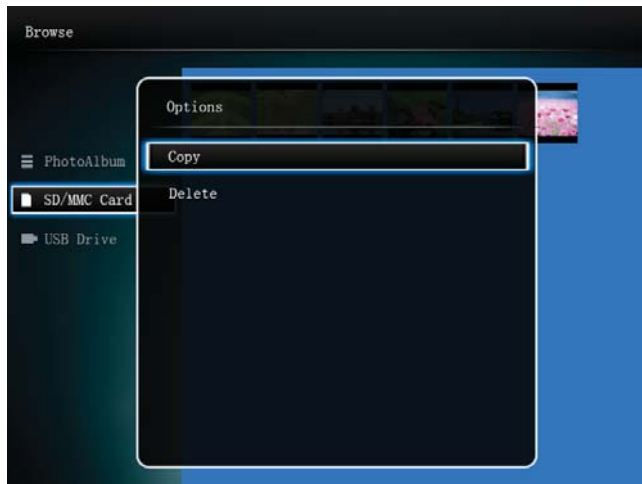 Browse
Options
Copy
Delete
PhotoAlbum
SD/MMC Card
USB Drive